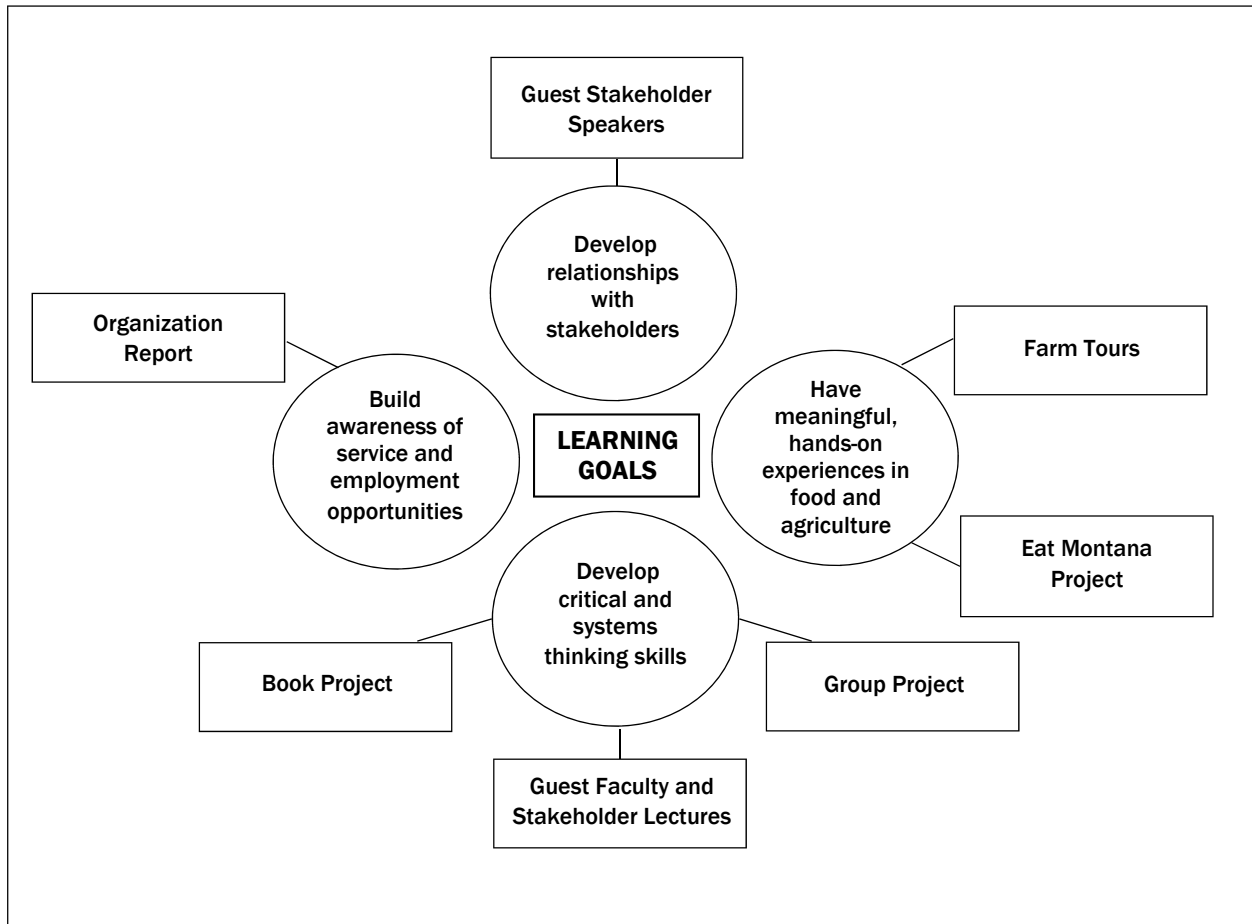 Guest Stakeholder
Speakers
Develop
relationships
with
stakeholders
Organization
Report
Build
awareness of
service and
employment
opportunities
LEARNING
GOALS
Have
meaningful,
hands-on
experiences in
food and
agriculture
Farm Tours
Eat Montana
Project
Develop
critical and
systems
thinking skills
Book Project
Group Project
Guest Faculty and
Stakeholder Lectures